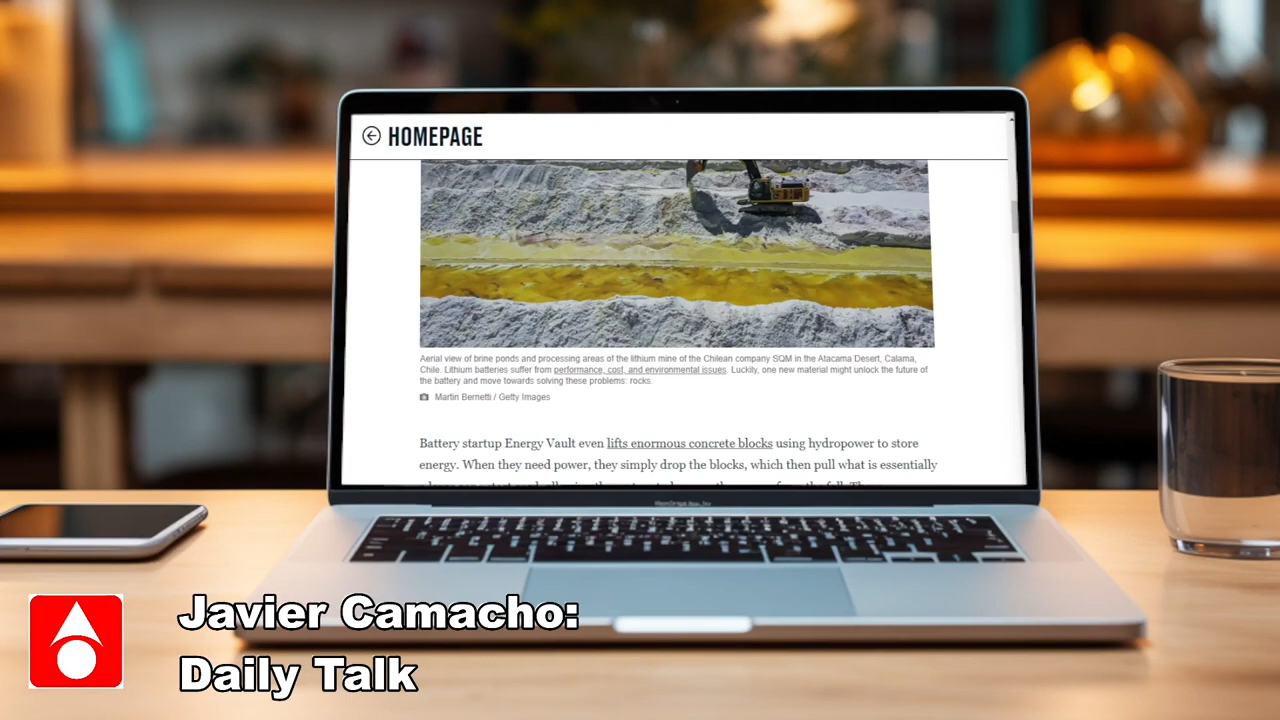 HOMEPAGE
Aerial view of brine ponds and processing areas of the lithium mine of the Chilean company SQM in the Atacama Desert, Calama,
Chile. Lithium batteries suffer from performance, cost, and environmental issues. Luckily, one new material might unlock the future of
the battery and move towards solving these problems: rocks.
Martin Bernetti / Getty Images
Battery startup Energy Vault even lifts enormous concrete blocks using hydropower to store
energy. When they need power, they simply drop the blocks, which then pull what is essentially
Javier Camacho:
Daily Talk